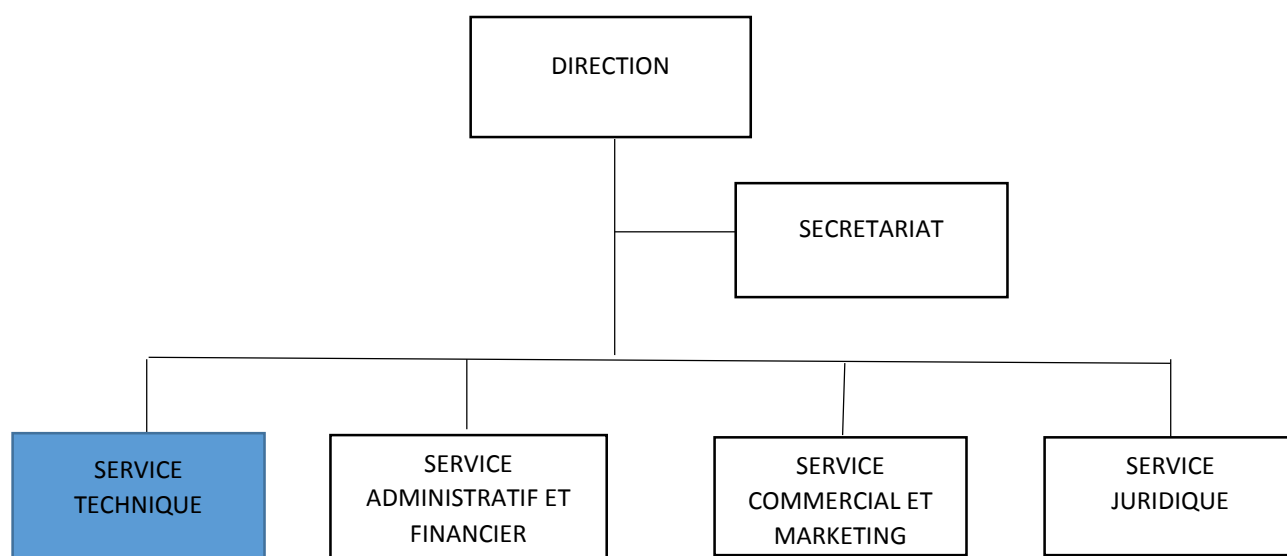 DIRECTION
SECRETARIAT
SERVICE
TECHNIQUE
SERVICE
ADMINISTRATIF ET
FINANCIER
SERVICE
COMMERCIAL ET
MARKETING
SERVICE
JURIDIQUE